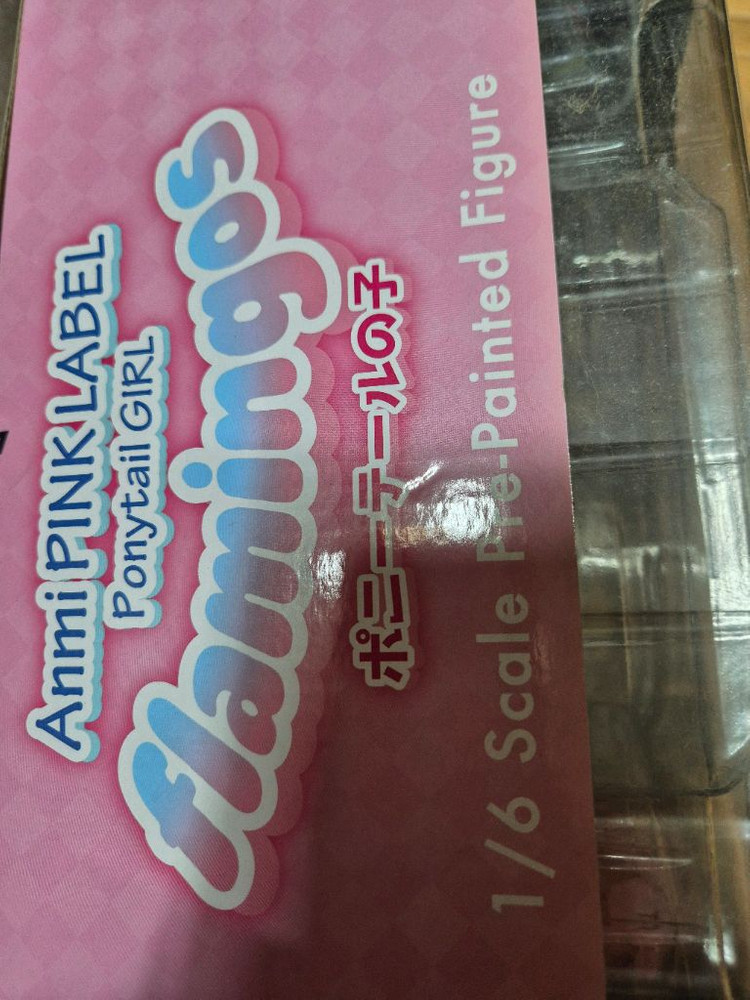 Anmi PINK LABEL
Ponytail GIRL
flamingos
ポニーテールの子
1/6 Scale Pre-Painted Figure